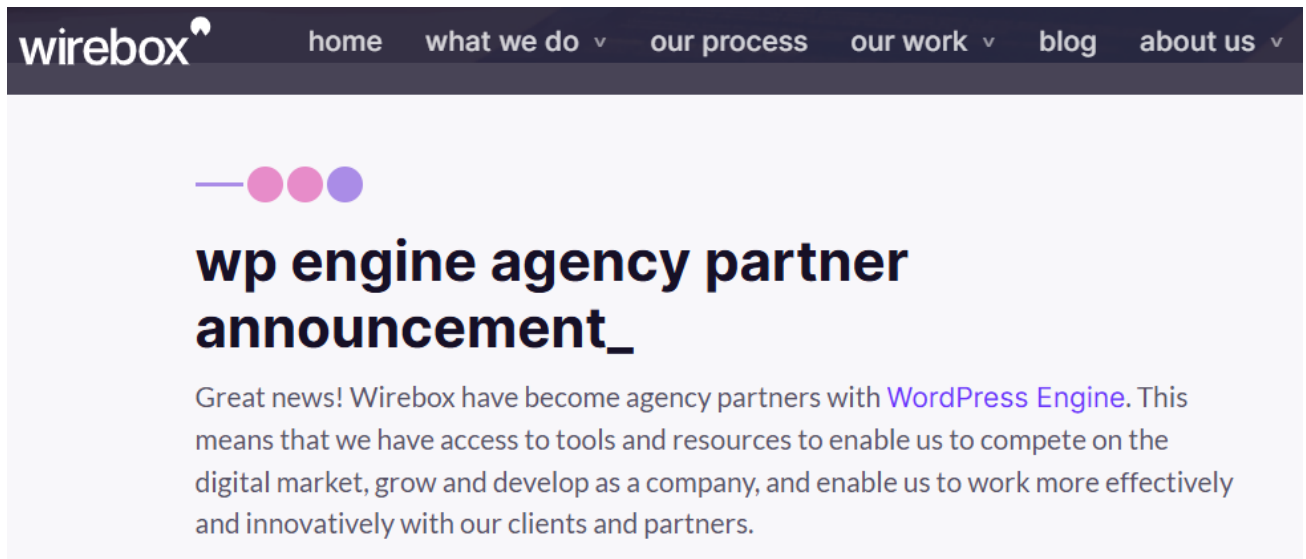 wirebox
home what we do v our process our work v blog about us v
wp engine agency partner
announcement_
Great news! Wirebox have become agency partners with WordPress Engine. This
means that we have access to tools and resources to enable us to compete on the
digital market, grow and develop as a company, and enable us to work more effectively
and innovatively with our clients and partners.